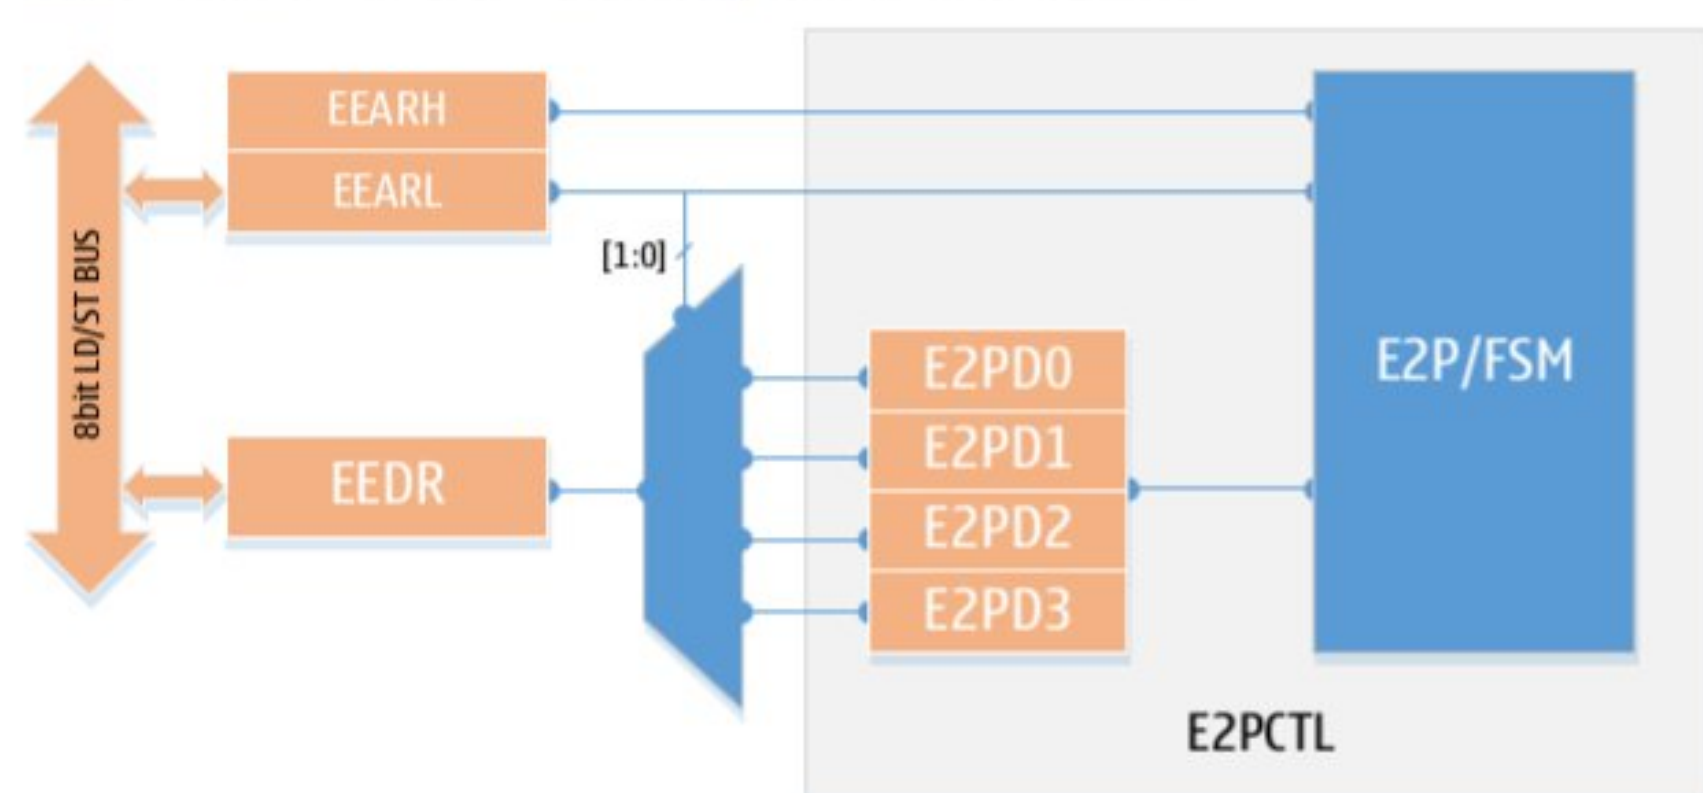 EEARH
EEARL
[1:0]
8bit LD/ST BUS
E2PD0
E2P/FSM
E2PD1
EEDR
E2PD2
E2PD3
E2PCTL